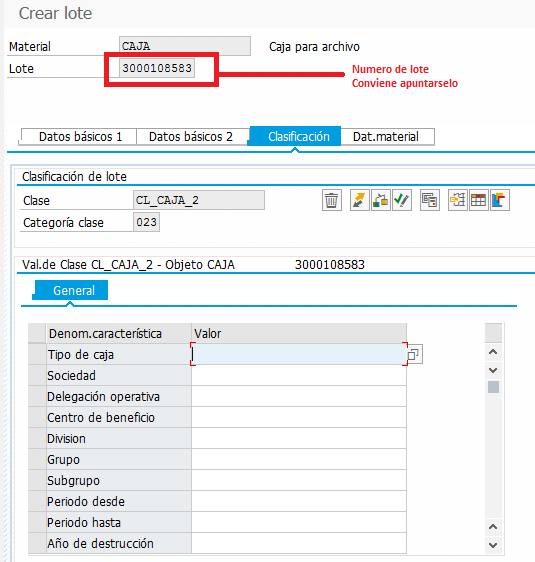 Crear lote
Material CAJA Caja para archivo
Lote 3000108583 Numero de lote
Conviene apuntarselo
Datos básicos 1 Datos básicos 2 Clasificación Dat.material
Clasificación de lote
Clase CL_CAJA_2
Categoría clase 023
Val.de Clase CL_CAJA_2 - Objeto CAJA 3000108583
General
Denom.característica Valor
Tipo de caja
Sociedad
Delegación operativa
Centro de beneficio
Division
Grupo
Subgrupo
Periodo desde
Periodo hasta
Año de destrucción